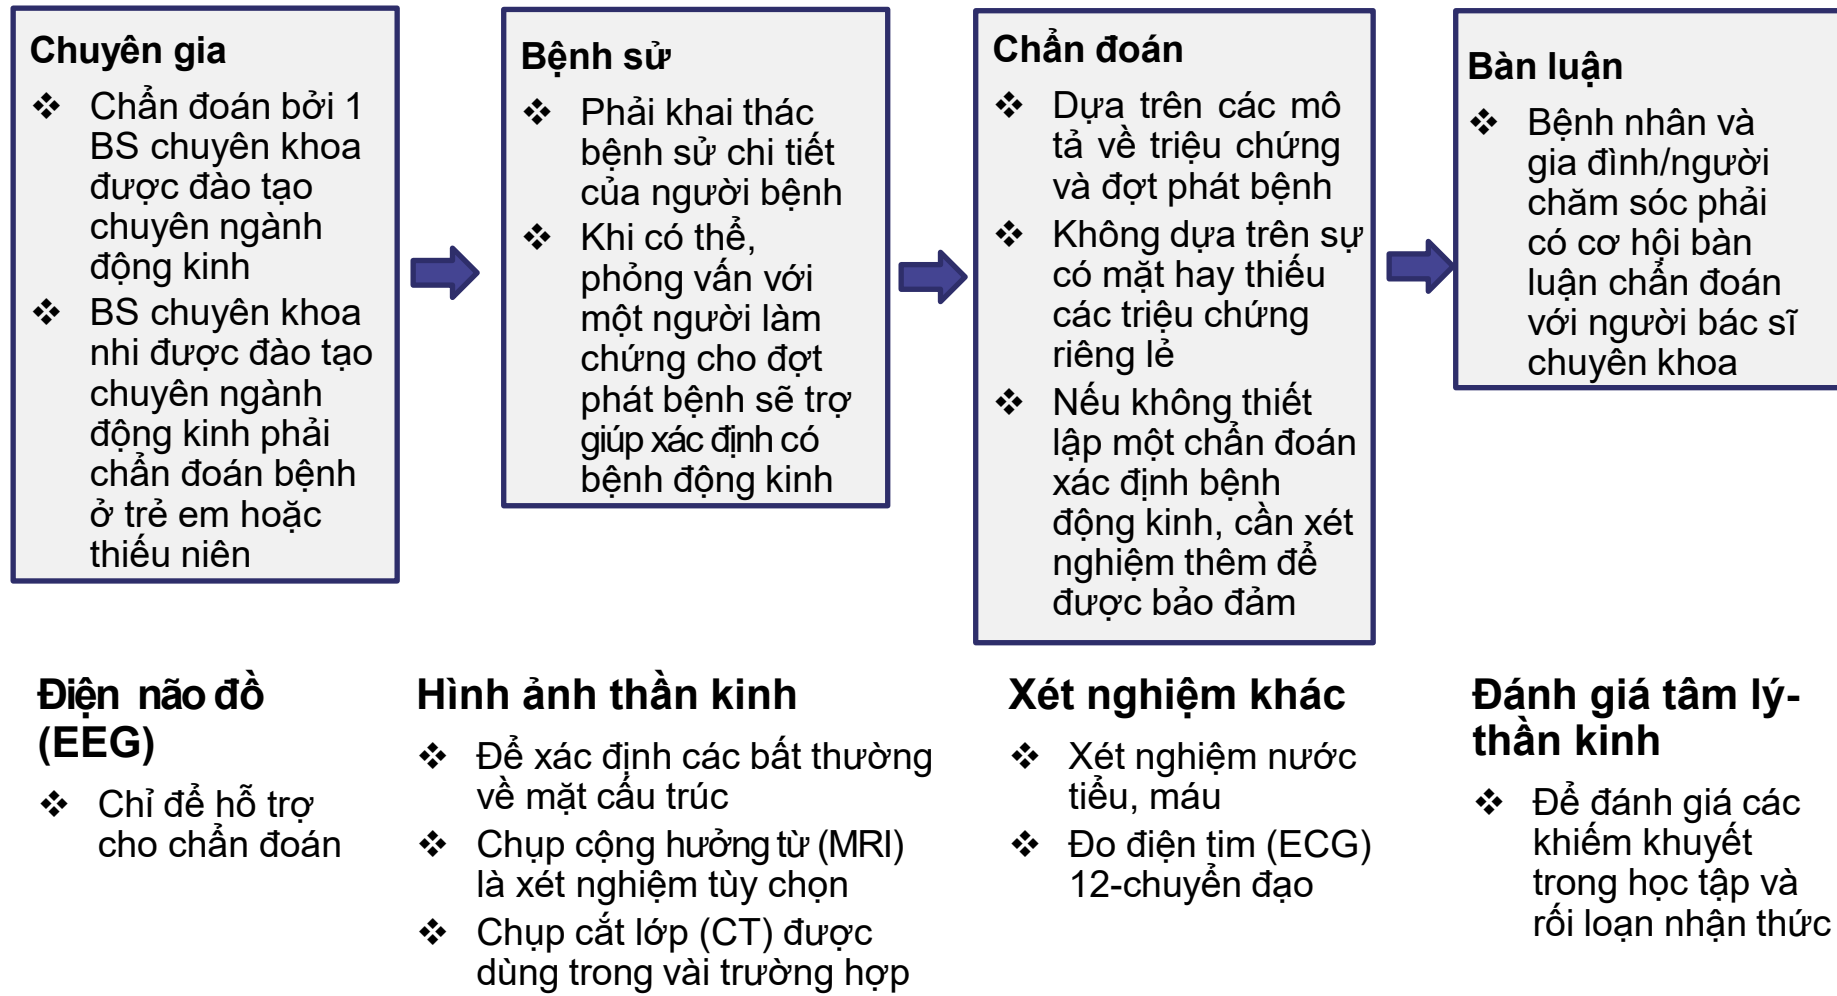 Chuyên gia
❖ Chẩn đoán bởi 1
BS chuyên khoa
được đào tạo
chuyên ngành
động kinh
❖ BS chuyên khoa
nhi được đào tạo
chuyên ngành
động kinh phải
chẩn đoán bệnh
ở trẻ em hoặc
thiếu niên
Bệnh sử
❖ Phải khai thác
bệnh sử chi tiết
của người bệnh
❖ Khi có thể,
phỏng vấn với
một người làm
chứng cho đợt
phát bệnh sẽ trợ
giúp xác định có
bệnh động kinh
Chẩn đoán
❖ Dựa trên các mô
tả về triệu chứng
và đợt phát bệnh
❖ Không dựa trên sự
có mặt hay thiếu
các triệu chứng
riêng lẻ
❖ Nếu không thiết
lập một chẩn đoán
xác định bệnh
động kinh, cần xét
nghiệm thêm để
được bảo đảm
Bàn luận
❖ Bệnh nhân và
gia đình/người
chăm sóc phải
có cơ hội bàn
luận chẩn đoán
với người bác sĩ
chuyên khoa
Điện não đồ
(EEG)
❖ Chỉ để hỗ trợ
cho chẩn đoán
Hình ảnh thần kinh
❖ Để xác định các bất thường
về mặt cấu trúc
❖ Chụp cộng hưởng từ (MRI)
là xét nghiệm tùy chọn
❖ Chụp cắt lớp (CT) được
dùng trong vài trường hợp
Xét nghiệm khác
❖ Xét nghiệm nước
tiểu, máu
❖ Đo điện tim (ECG)
12-chuyển đạo
Đánh giá tâm lý-
thần kinh
❖ Để đánh giá các
khiếm khuyết
trong học tập và
rối loạn nhận thức